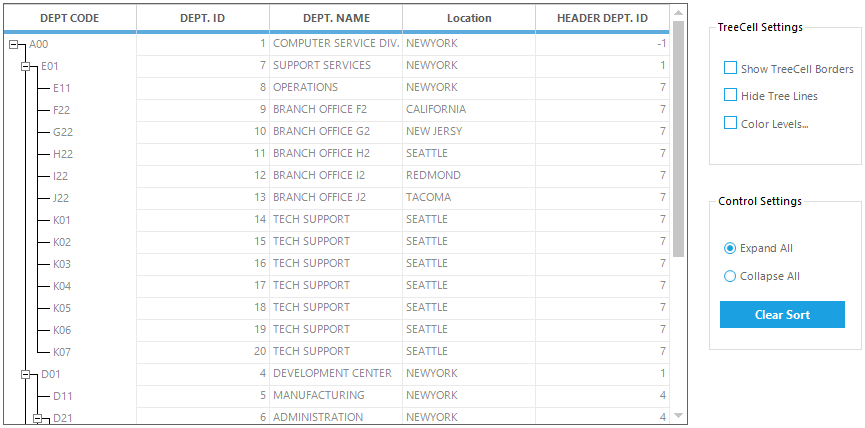 DEPT CODE DEPT. ID DEPT. NAME Location HEADER DEPT. ID
A00 1 COMPUTER SERVICE DIV. NEWYORK -1
E01 7 SUPPORT SERVICES NEWYORK 1
E11 8 OPERATIONS NEWYORK 7
F22 9 BRANCH OFFICE F2 CALIFORNIA 7
G22 10 BRANCH OFFICE G2 NEW JERSY 7
H22 11 BRANCH OFFICE H2 SEATTLE 7
I22 12 BRANCH OFFICE I2 REDMOND 7
J22 13 BRANCH OFFICE J2 TACOMA 7
K01 14 TECH SUPPORT SEATTLE 7
K02 15 TECH SUPPORT SEATTLE 7
K03 16 TECH SUPPORT SEATTLE 7
K04 17 TECH SUPPORT SEATTLE 7
K05 18 TECH SUPPORT SEATTLE 7
K06 19 TECH SUPPORT SEATTLE 7
K07 20 TECH SUPPORT SEATTLE 7
D01 4 DEVELOPMENT CENTER NEWYORK 1
D11 5 MANUFACTURING NEWYORK 4
D21 6 ADMINISTRATION NEWYORK 4
TreeCell Settings
Show TreeCell Borders
Hide Tree Lines
Color Levels...
Control Settings
Expand All
Collapse All
Clear Sort